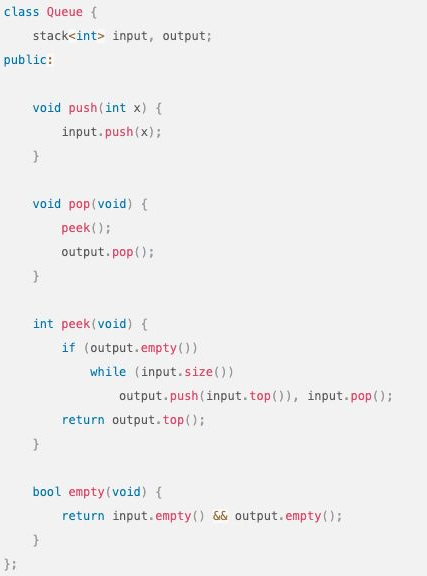 class Queue {
    stack<int> input, output;
public:

    void push(int x) {
        input.push(x);
    }

    void pop(void) {
        peek();
        output.pop();
    }

    int peek(void) {
        if (output.empty())
            while (input.size())
                output.push(input.top()), input.pop();
        return output.top();
    }

    bool empty(void) {
        return input.empty() && output.empty();
    }
};